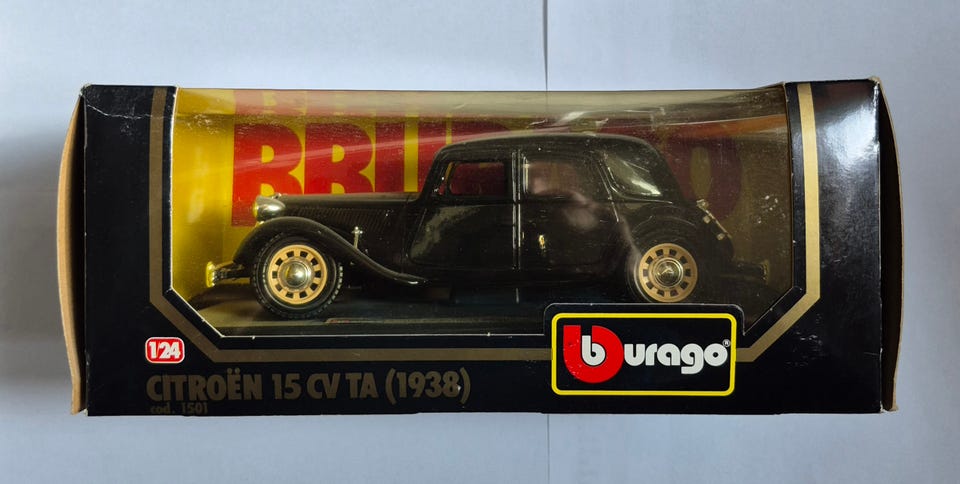 1/24
burago®
CITROËN 15 CV TA (1938)
cod. 1501